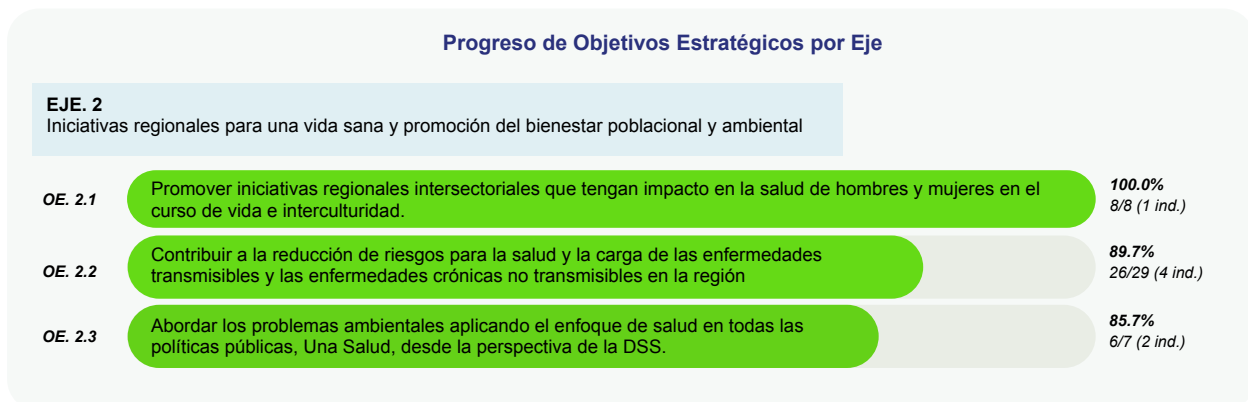 Progreso de Objetivos Estratégicos por Eje
EJE. 2
Iniciativas regionales para una vida sana y promoción del bienestar poblacional y ambiental
OE. 2.1
Promover iniciativas regionales intersectoriales que tengan impacto en la salud de hombres y mujeres en el
curso de vida e intercuturidad.
100.0%
8/8 (1 ind.)
OE. 2.2
Contribuir a la reducción de riesgos para la salud y la carga de las enfermedades
transmisibles y las enfermedades crónicas no transmisibles en la región
89.7%
26/29 (4 ind.)
OE. 2.3
Abordar los problemas ambientales aplicando el enfoque de salud en todas las
políticas públicas, Una Salud, desde la perspectiva de la DSS.
85.7%
6/7 (2 ind.)